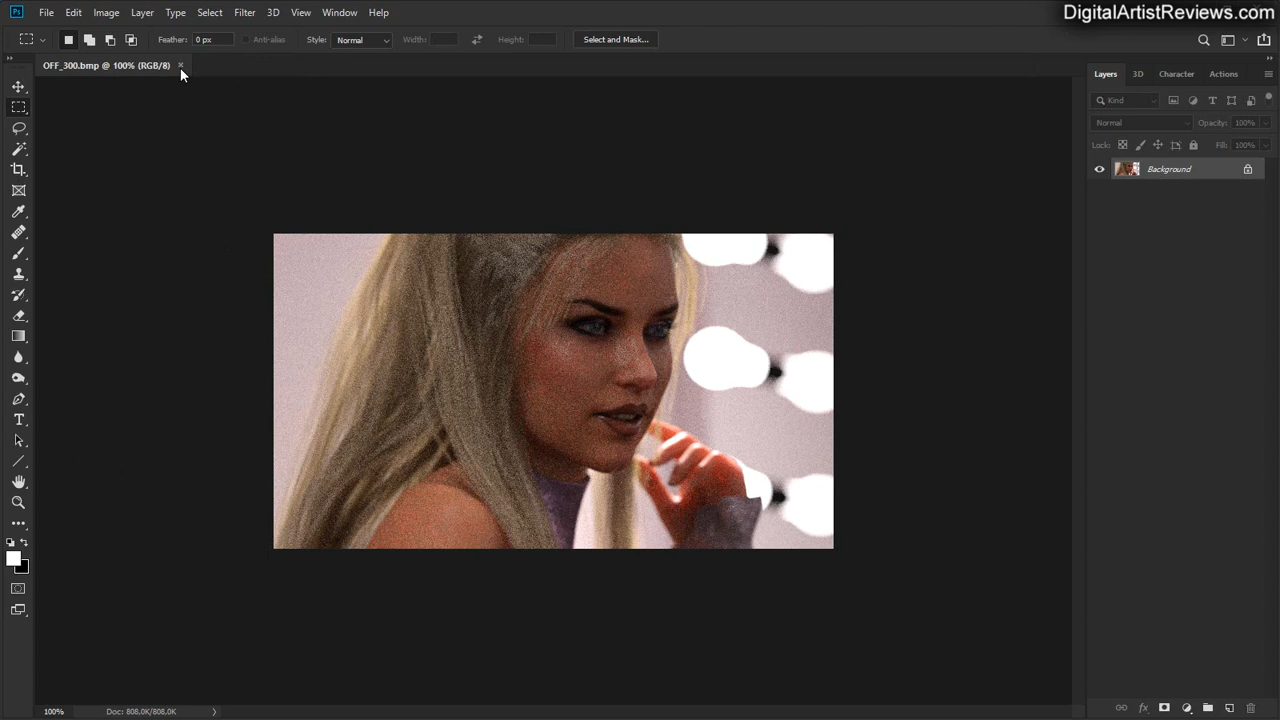 Ps File Edit Image Layer Type Select Filter 3D View Window Help
DigitalArtistReviews.com
Feather: 0 px Anti-alias Style: Normal Width: Height: Select and Mask...
OFF_300.bmp @ 100% (RGB/8)
Layers 3D Character Actions
Kind
Normal Opacity: 100%
Lock: Fill: 100%
Background
100% Doc: 808,0K/808,0K